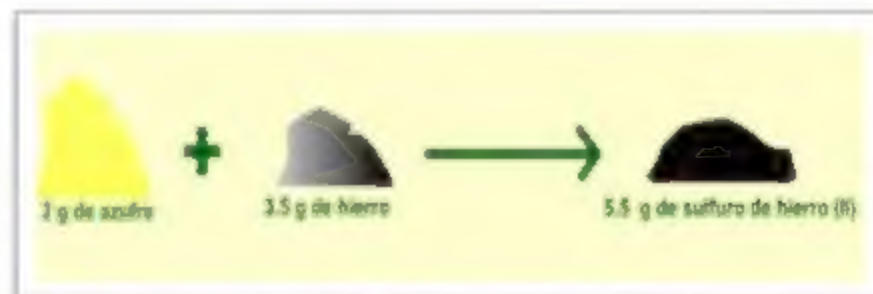 2 g de azufre
3.5 g de hierro
5.5 g de sulfuro de hierro (II)